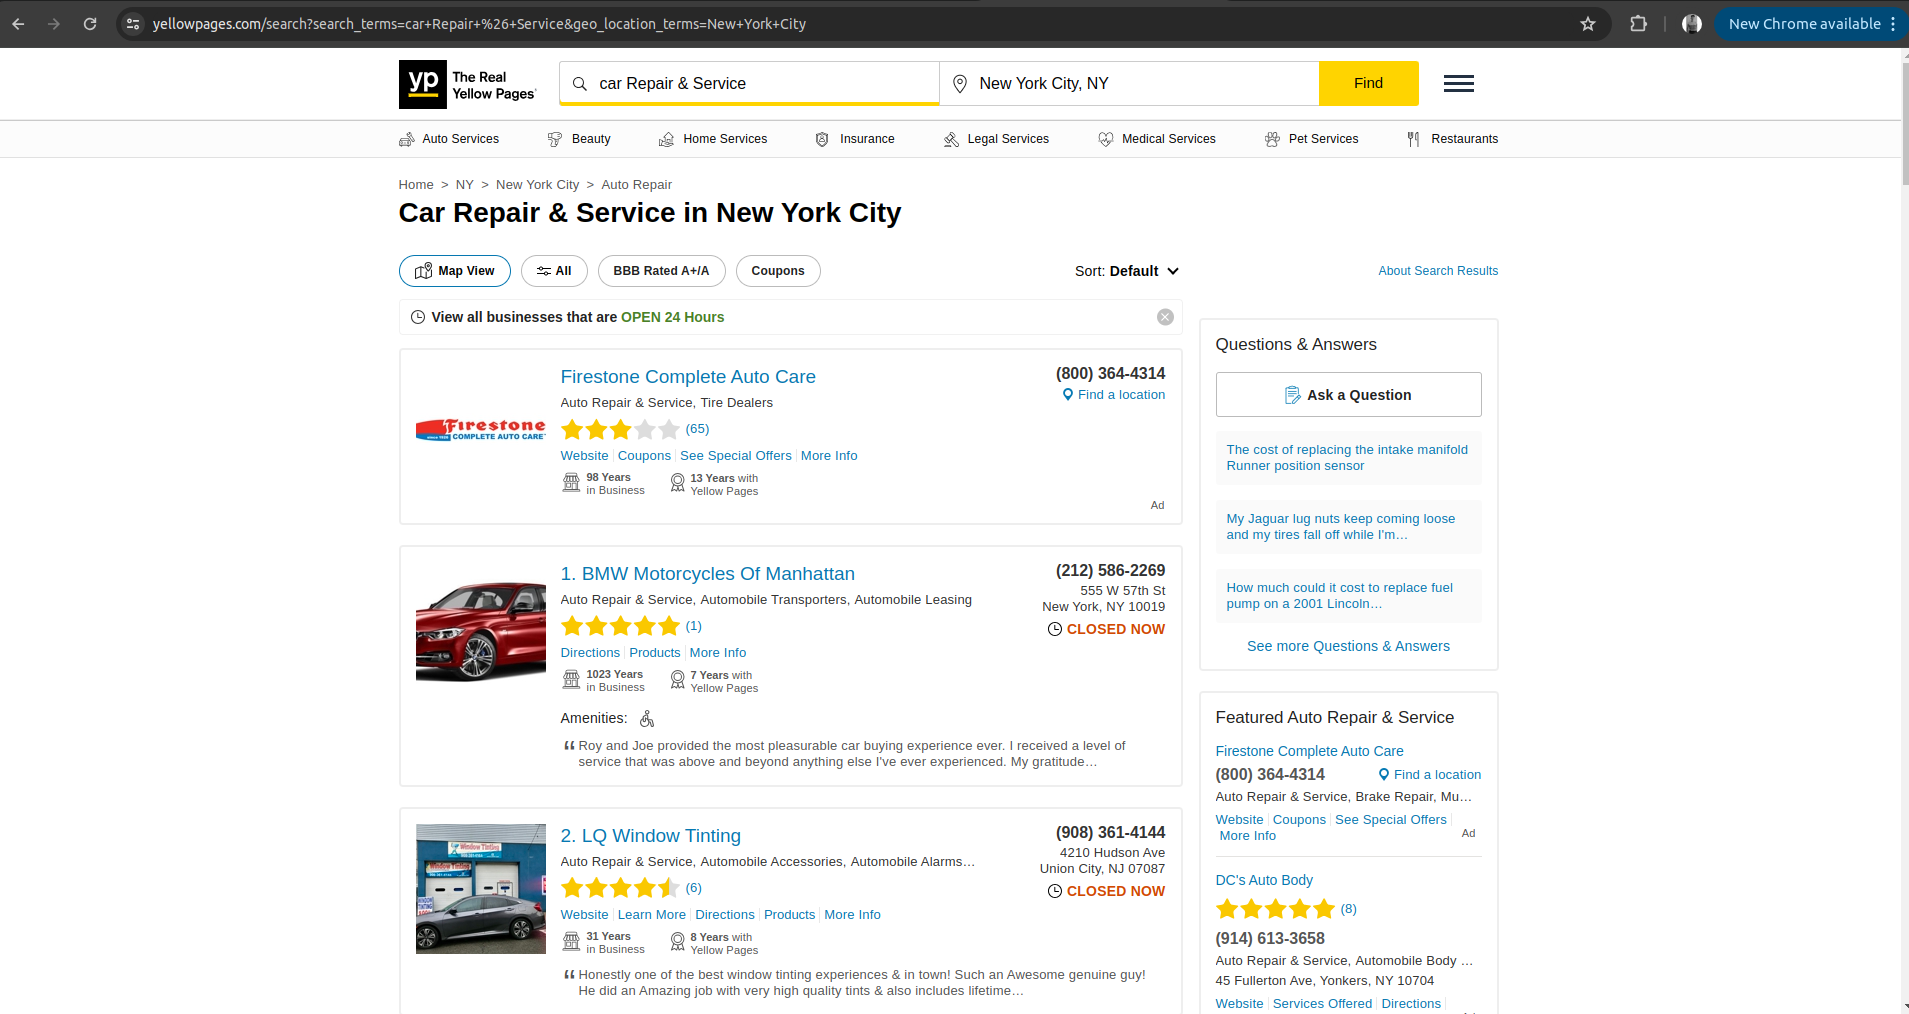 yellowpages.com/search?search_terms=car+Repair+%26+Service&geo_location_terms=New+York+City
New Chrome available
yp The Real Yellow Pages
car Repair & Service
New York City, NY
Find
Auto Services
Beauty
Home Services
Insurance
Legal Services
Medical Services
Pet Services
Restaurants
Home > NY > New York City > Auto Repair
Car Repair & Service in New York City
Map View
All
BBB Rated A+/A
Coupons
Sort: Default
About Search Results
View all businesses that are OPEN 24 Hours
Firestone
since 1926 COMPLETE AUTO CARE
Firestone Complete Auto Care
Auto Repair & Service, Tire Dealers
(65)
Website Coupons See Special Offers More Info
98 Years in Business
13 Years with Yellow Pages
(800) 364-4314
Find a location
Ad
1. BMW Motorcycles Of Manhattan
Auto Repair & Service, Automobile Transporters, Automobile Leasing
(1)
Directions Products More Info
1023 Years in Business
7 Years with Yellow Pages
Amenities:
“ Roy and Joe provided the most pleasurable car buying experience ever. I received a level of
service that was above and beyond anything else I've ever experienced. My gratitude…
(212) 586-2269
555 W 57th St
New York, NY 10019
CLOSED NOW
Window Tinting
2. LQ Window Tinting
Auto Repair & Service, Automobile Accessories, Automobile Alarms…
(6)
Website Learn More Directions Products More Info
31 Years in Business
8 Years with Yellow Pages
“ Honestly one of the best window tinting experiences & in town! Such an Awesome genuine guy!
He did an Amazing job with very high quality tints & also includes lifetime…
(908) 361-4144
4210 Hudson Ave
Union City, NJ 07087
CLOSED NOW
Questions & Answers
Ask a Question
The cost of replacing the intake manifold
Runner position sensor
My Jaguar lug nuts keep coming loose
and my tires fall off while I'm…
How much could it cost to replace fuel
pump on a 2001 Lincoln…
See more Questions & Answers
Featured Auto Repair & Service
Firestone Complete Auto Care
(800) 364-4314 Find a location
Auto Repair & Service, Brake Repair, Mu…
Website Coupons See Special Offers
More Info
Ad
DC's Auto Body
(8)
(914) 613-3658
Auto Repair & Service, Automobile Body …
45 Fullerton Ave, Yonkers, NY 10704
Website Services Offered Directions